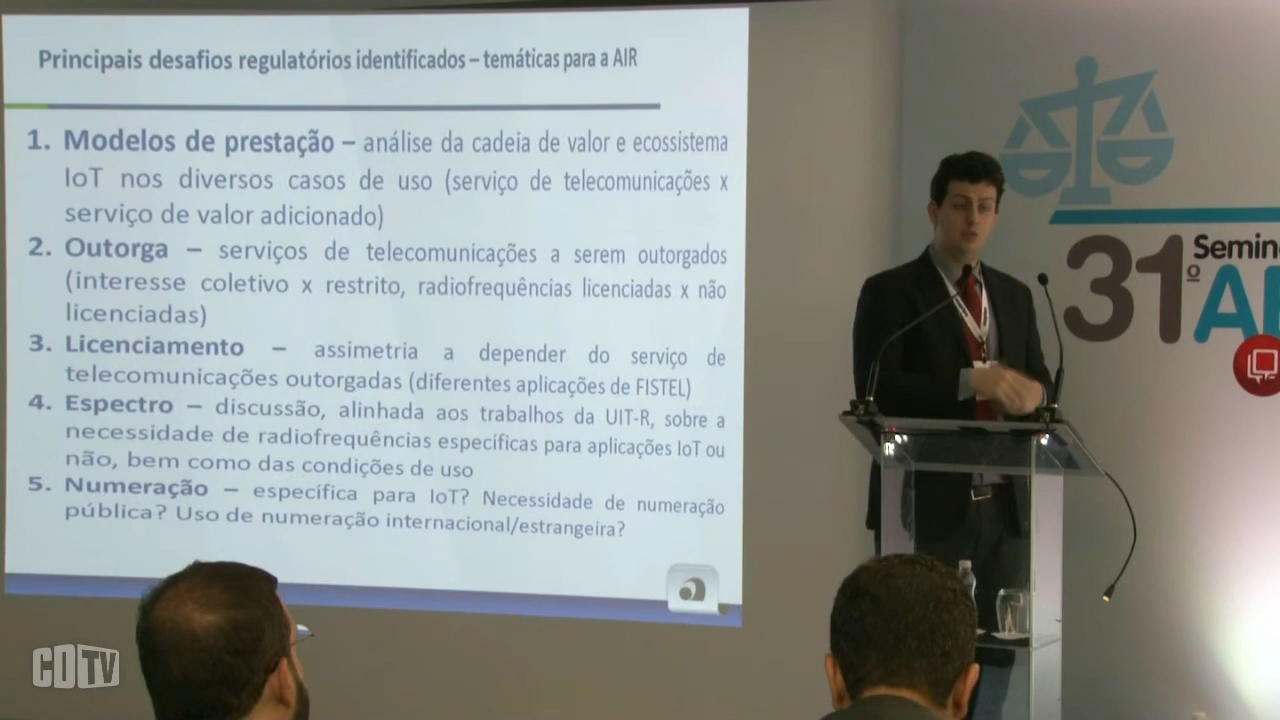 Principais desafios regulatórios identificados – temáticas para a AIR
1. Modelos de prestação – análise da cadeia de valor e ecossistema
IoT nos diversos casos de uso (serviço de telecomunicações x
serviço de valor adicionado)
2. Outorga – serviços de telecomunicações a serem outorgados
(interesse coletivo x restrito, radiofrequências licenciadas x não
licenciadas)
3. Licenciamento – assimetria a depender do serviço de
telecomunicações outorgadas (diferentes aplicações de FISTEL)
4. Espectro – discussão, alinhada aos trabalhos da UIT-R, sobre a
necessidade de radiofrequências específicas para aplicações IoT ou
não, bem como das condições de uso
5. Numeração – específica para IoT? Necessidade de numeração
pública? Uso de numeração internacional/estrangeira?
31º
Semin
AB
CDTV